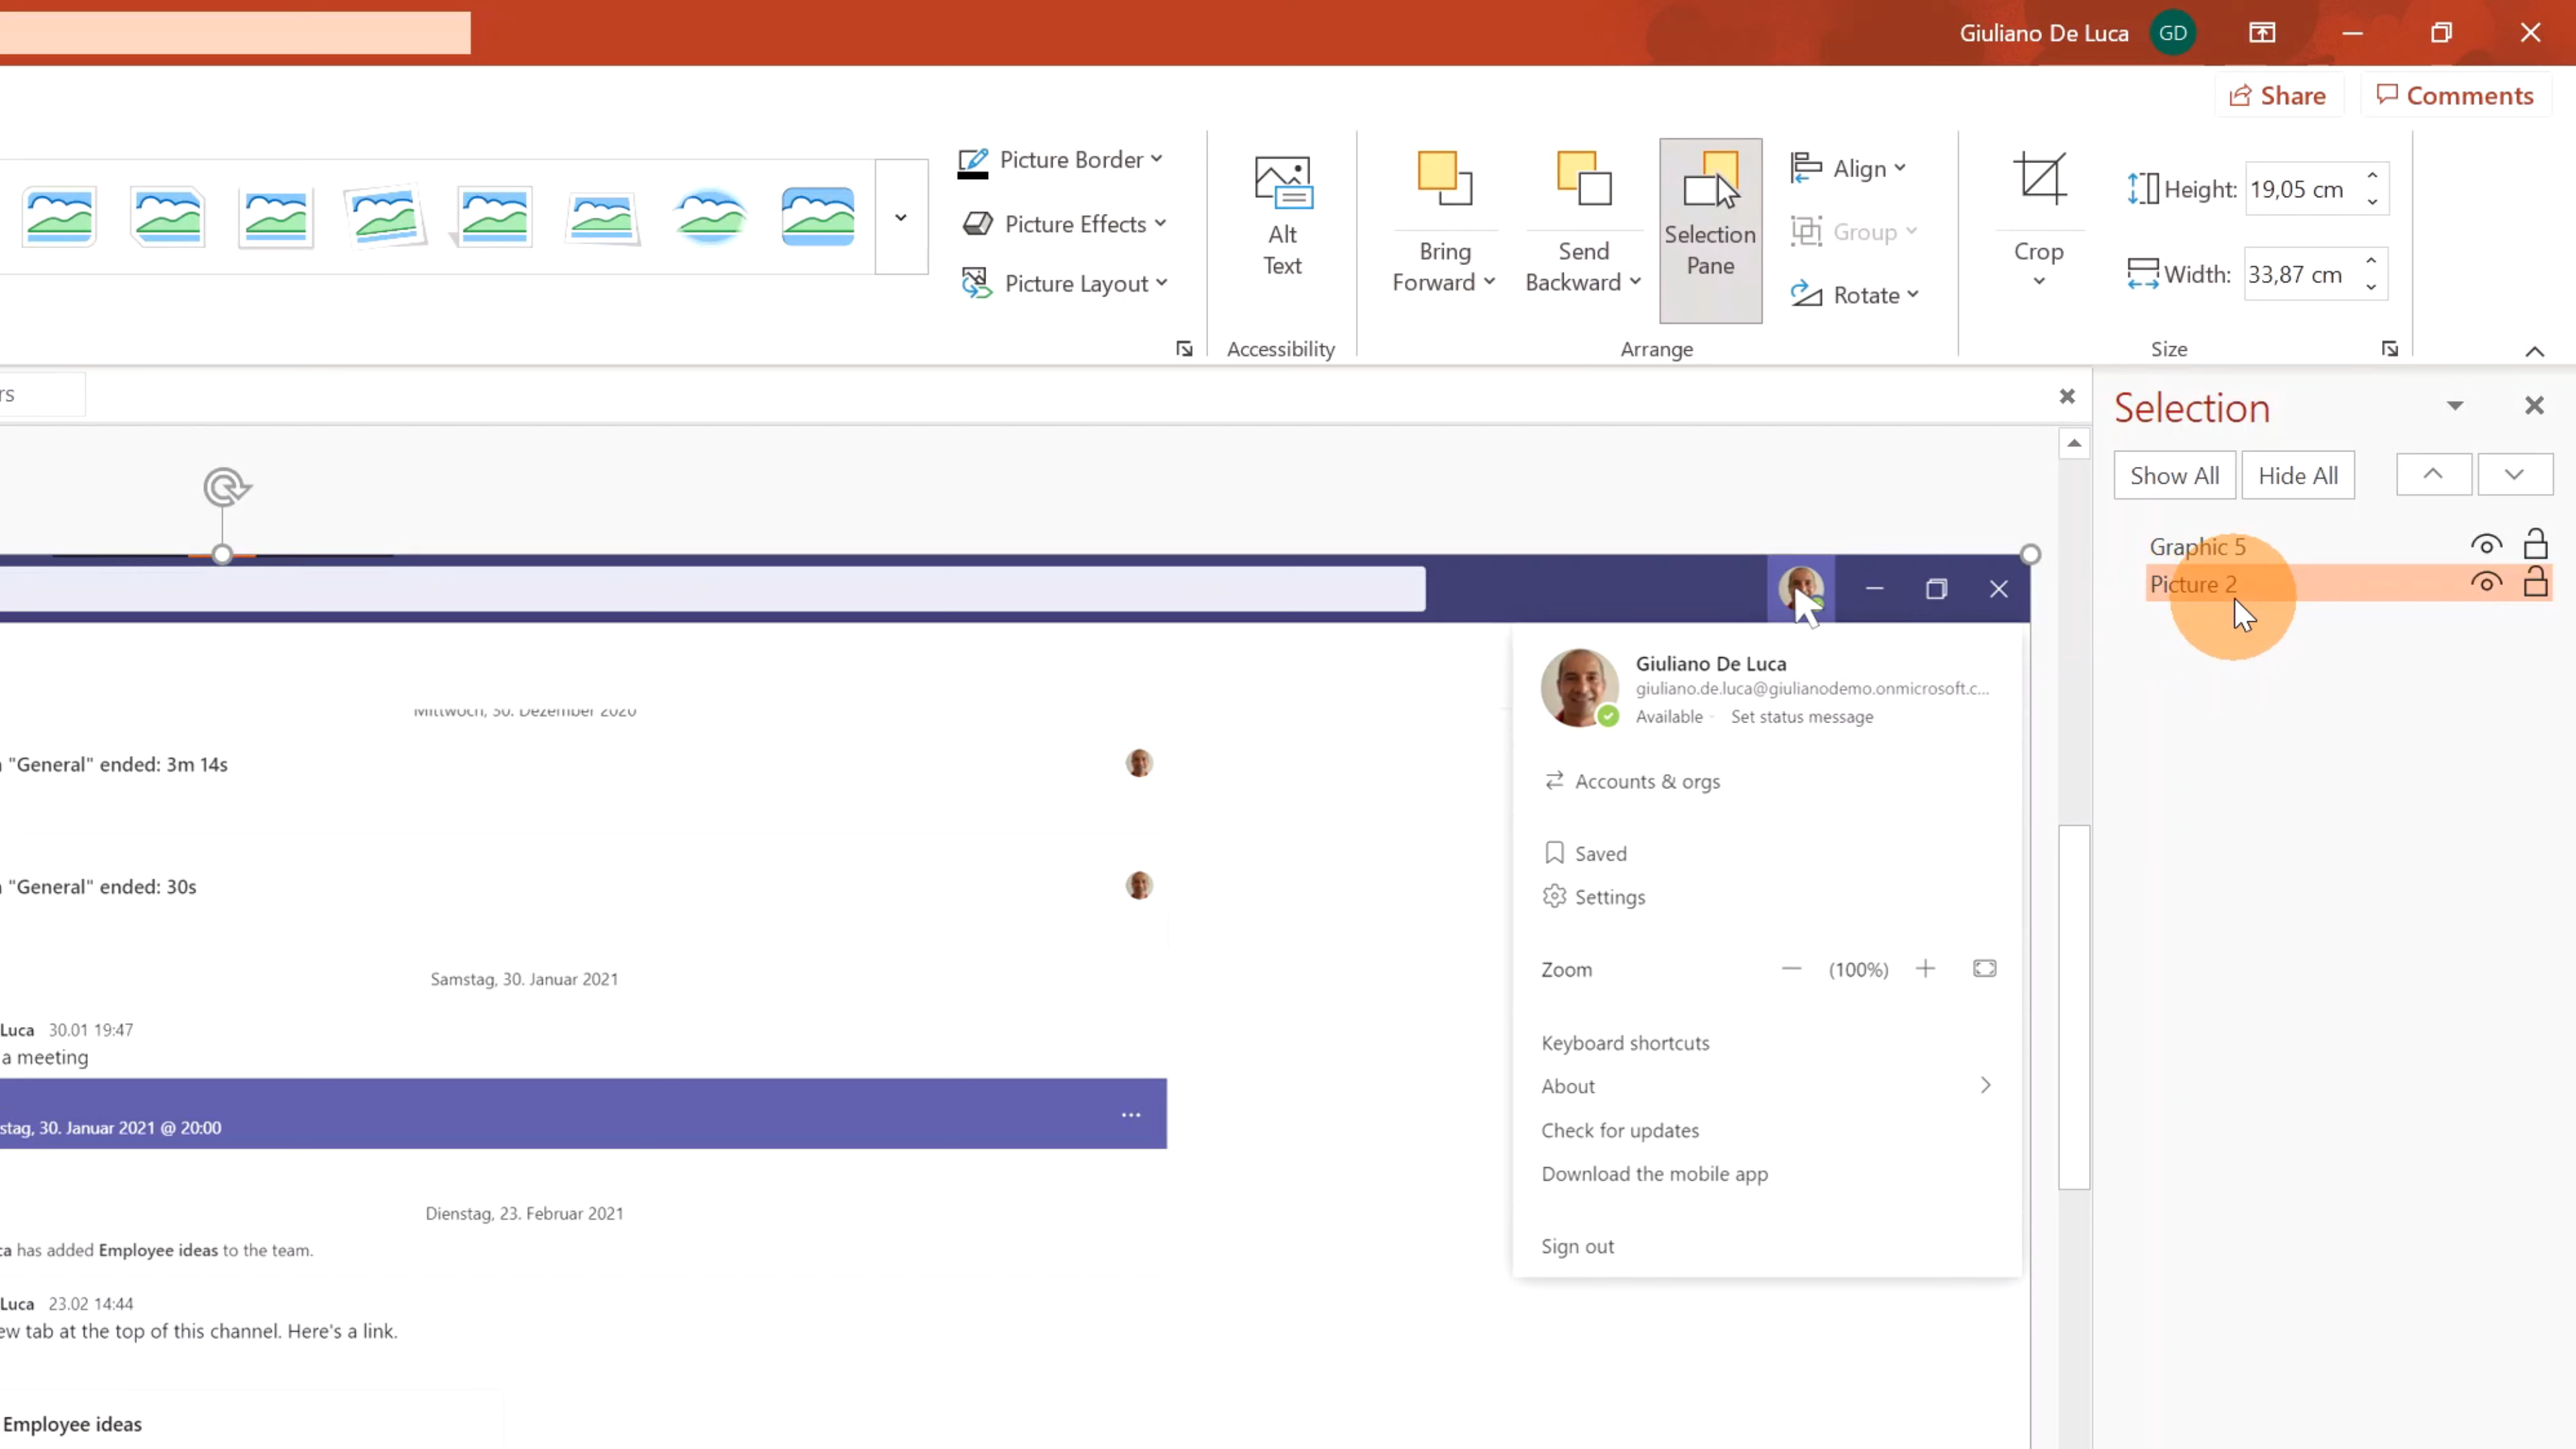 Giuliano De Luca GD
Share
Comments
Picture Border
Picture Effects
Picture Layout
Alt
Text
Accessibility
Bring
Forward
Send
Backward
Selection
Pane
Align
Group
Rotate
Arrange
Crop
Height: 19,05 cm
Width: 33,87 cm
Size
rs
Selection
Show All
Hide All
Graphic 5
Picture 2
Mittwoch, 30. Dezember 2020
"General" ended: 3m 14s
"General" ended: 30s
Samstag, 30. Januar 2021
Luca 30.01 19:47
a meeting
stag, 30. Januar 2021 @ 20:00
...
Dienstag, 23. Februar 2021
ca has added Employee ideas to the team.
Luca 23.02 14:44
ew tab at the top of this channel. Here's a link.
Employee ideas
Giuliano De Luca
giuliano.de.luca@giulianodemo.onmicrosoft.c...
Available - Set status message
Accounts & orgs
Saved
Settings
Zoom
(100%)
Keyboard shortcuts
About
Check for updates
Download the mobile app
Sign out